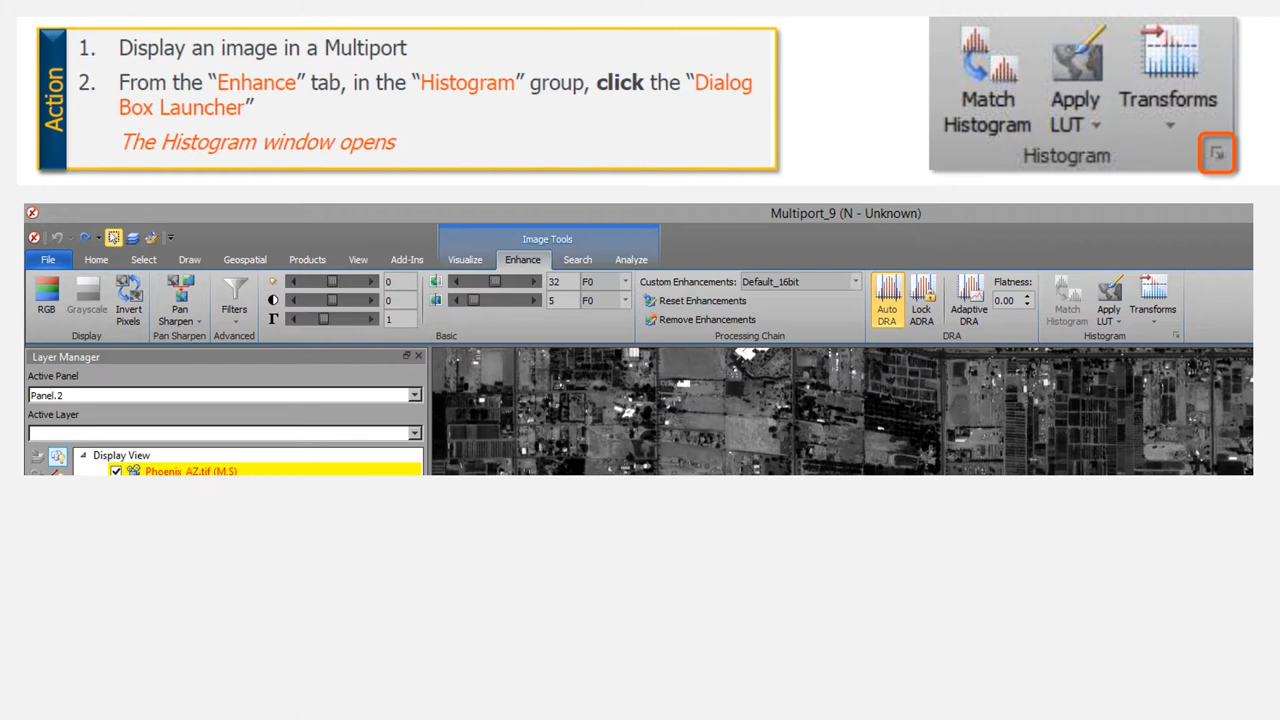 Action
1. Display an image in a Multiport
2. From the “Enhance” tab, in the “Histogram” group, click the “Dialog
Box Launcher”
The Histogram window opens
Match
Histogram
Apply
LUT
Transforms
Histogram
Multiport_9 (N - Unknown)
Image Tools
File Home Select Draw Geospatial Products View Add-Ins Visualize Enhance Search Analyze
RGB
Grayscale
Invert
Pixels
Display
Pan
Sharpen
Pan Sharpen
Filters
Advanced
0
0
Γ 1
32 F0
5 F0
Basic
Custom Enhancements: Default_16bit
Reset Enhancements
Remove Enhancements
Processing Chain
Auto
DRA
Lock
ADRA
Adaptive
DRA
Flatness:
0.00
DRA
Match
Histogram
Apply
LUT
Transforms
Histogram
Layer Manager
Active Panel
Panel.2
Active Layer
Display View
Phoenix_AZ.tif (M,S)